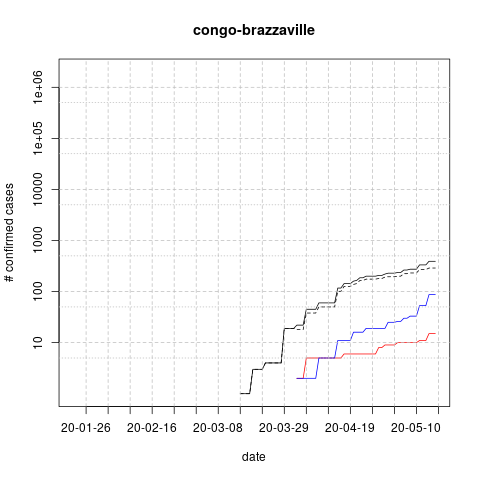 congo-brazzaville
1e+06
1e+05
10000
1000
100
10
# confirmed cases
20-01-26 20-02-16 20-03-08 20-03-29 20-04-19 20-05-10
date